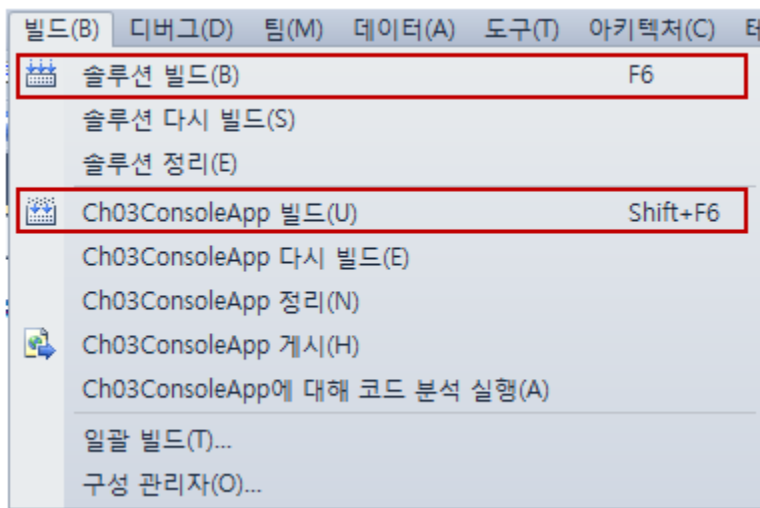 빌드(B) 디버그(D) 팀(M) 데이터(A) 도구(T) 아키텍처(C)
솔루션 빌드(B) F6
솔루션 다시 빌드(S)
솔루션 정리(E)
Ch03ConsoleApp 빌드(U) Shift+F6
Ch03ConsoleApp 다시 빌드(E)
Ch03ConsoleApp 정리(N)
Ch03ConsoleApp 게시(H)
Ch03ConsoleApp에 대해 코드 분석 실행(A)
일괄 빌드(T)...
구성 관리자(O)...